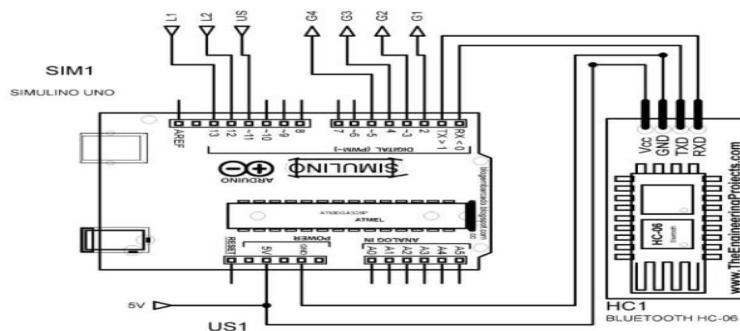 L1
L2
US
G4
G3
G2
G1
SIM1
SIMULINO UNO
AREF
13
12
~11
~10
~9
8
7
~6
~5
4
~3
2
TX > 1
RX < 0
DIGITAL (PWM~)
ARDUINO
SIMULINO
ATMEGA328P
ATMEL
RESET
5V
GND
POWER
ANALOG IN
A0
A1
A2
A3
A4
A5
5V
US1
Vcc
GND
TXD
RXD
HC-06
Bluetooth
www.TheEngineeringProjects.com
HC1
BLUETOOTH HC-06